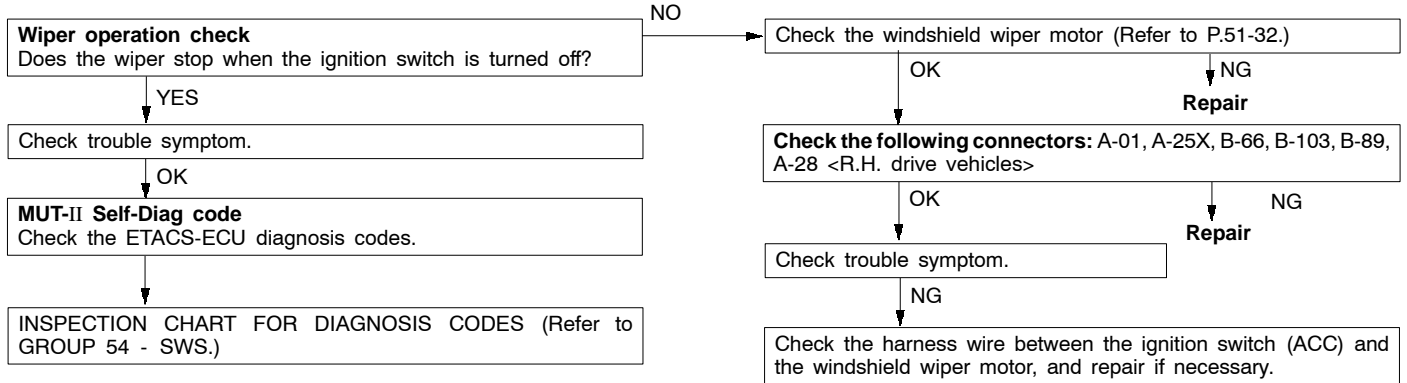 Wiper operation check
Does the wiper stop when the ignition switch is turned off?
YES
Check trouble symptom.
OK
MUT-II Self-Diag code
Check the ETACS-ECU diagnosis codes.
INSPECTION CHART FOR DIAGNOSIS CODES (Refer to
GROUP 54 - SWS.)
NO
Check the windshield wiper motor (Refer to P.51-32.)
OK
NG
Repair
Check the following connectors: A-01, A-25X, B-66, B-103, B-89,
A-28 <R.H. drive vehicles>
OK
NG
Repair
Check trouble symptom.
NG
Check the harness wire between the ignition switch (ACC) and
the windshield wiper motor, and repair if necessary.